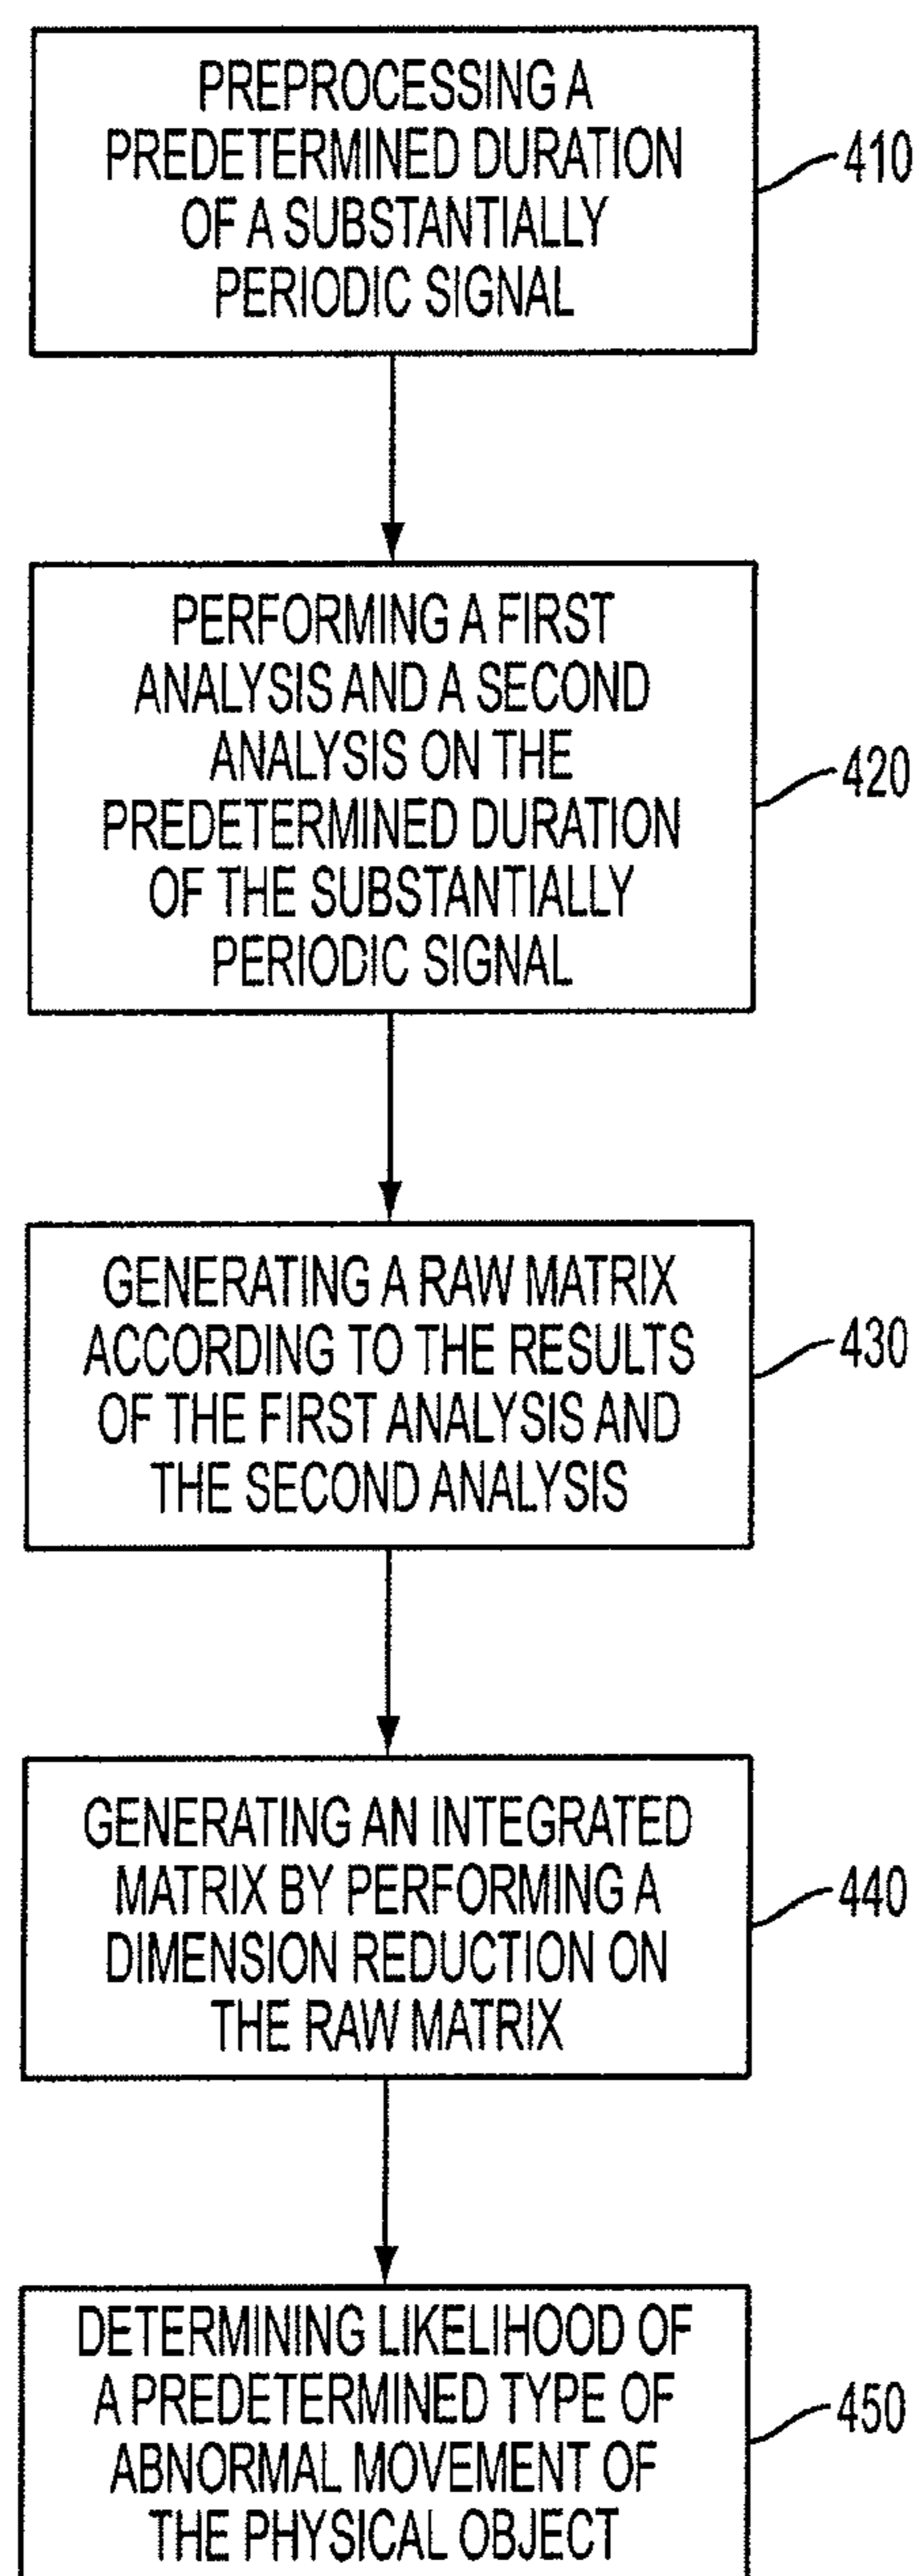 PREPROCESSING A
PREDETERMINED DURATION
OF A SUBSTANTIALLY
PERIODIC SIGNAL
410
PERFORMING A FIRST
ANALYSIS AND A SECOND
ANALYSIS ON THE
PREDETERMINED DURATION
OF THE SUBSTANTIALLY
PERIODIC SIGNAL
420
GENERATING A RAW MATRIX
ACCORDING TO THE RESULTS
OF THE FIRST ANALYSIS AND
THE SECOND ANALYSIS
430
GENERATING AN INTEGRATED
MATRIX BY PERFORMING A
DIMENSION REDUCTION ON
THE RAW MATRIX
440
DETERMINING LIKELIHOOD OF
A PREDETERMINED TYPE OF
ABNORMAL MOVEMENT OF
THE PHYSICAL OBJECT
450